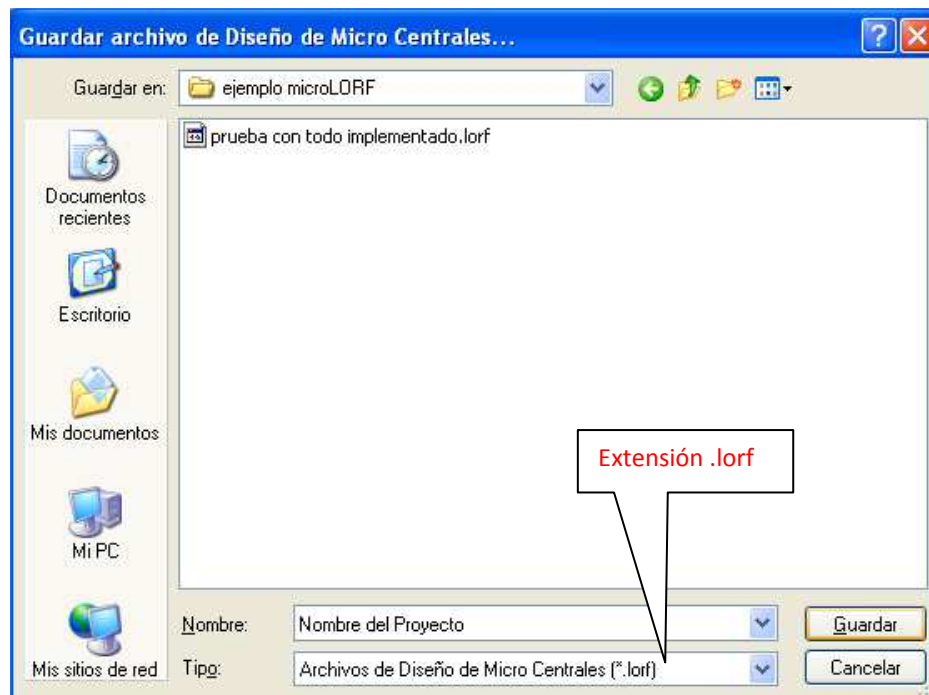 Guardar archivo de Diseño de Micro Centrales...
Guardar en:
ejemplo microLORF
prueba con todo implementado.lorf
Documentos
recientes
Escritorio
Mis documentos
Mi PC
Mis sitios de red
Extensión .lorf
Nombre:
Nombre del Proyecto
Guardar
Tipo:
Archivos de Diseño de Micro Centrales (*.lorf)
Cancelar